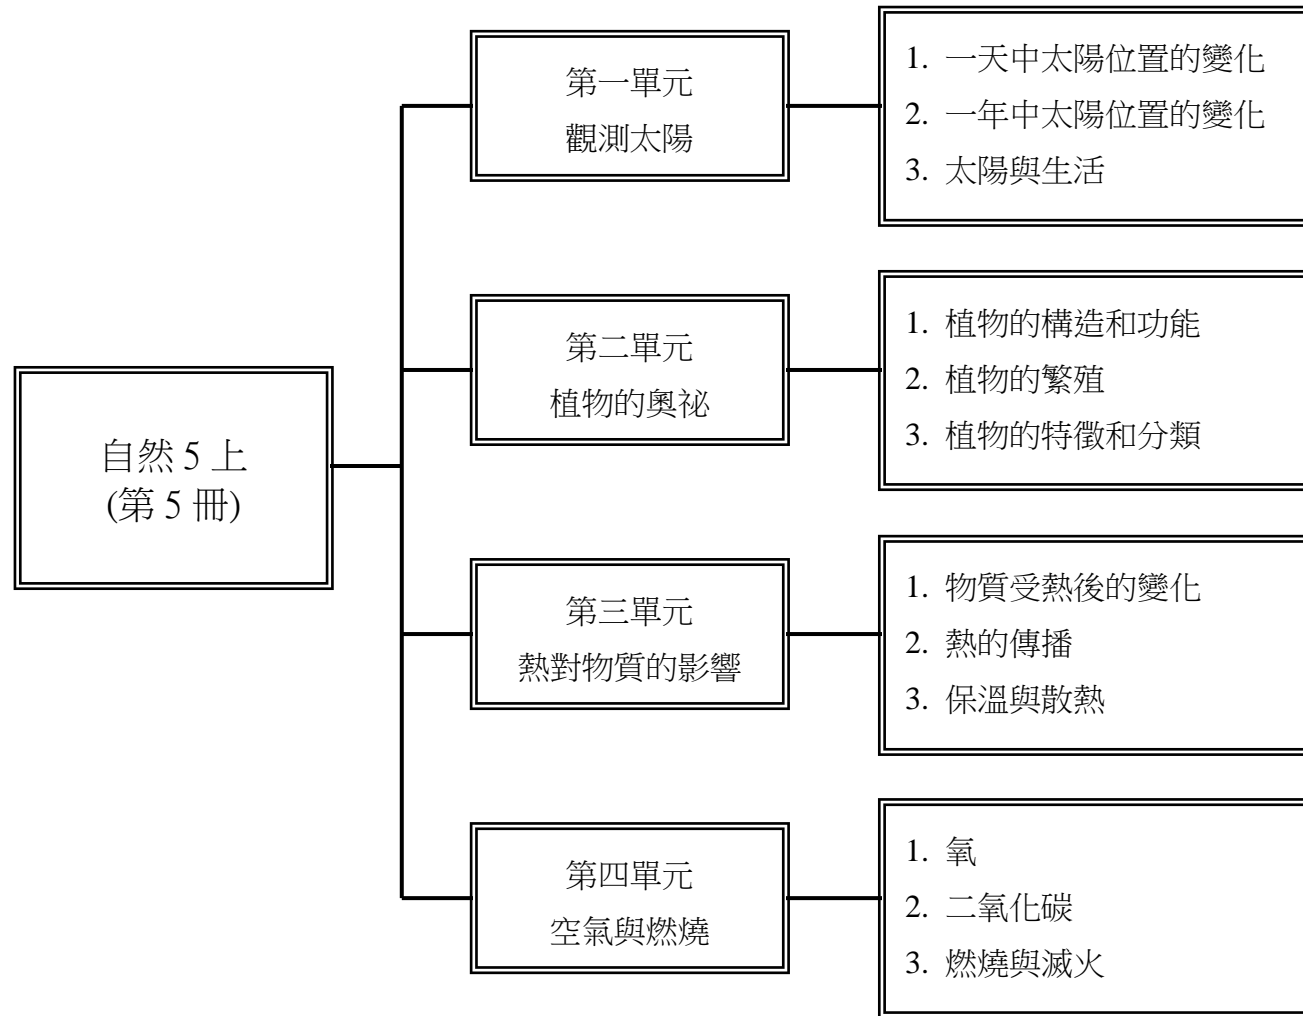 自然 5 上
(第 5 冊)
第一單元
觀測太陽
1. 一天中太陽位置的變化
2. 一年中太陽位置的變化
3. 太陽與生活
第二單元
植物的奧祕
1. 植物的構造和功能
2. 植物的繁殖
3. 植物的特徵和分類
第三單元
熱對物質的影響
1. 物質受熱後的變化
2. 熱的傳播
3. 保溫與散熱
第四單元
空氣與燃燒
1. 氧
2. 二氧化碳
3. 燃燒與滅火